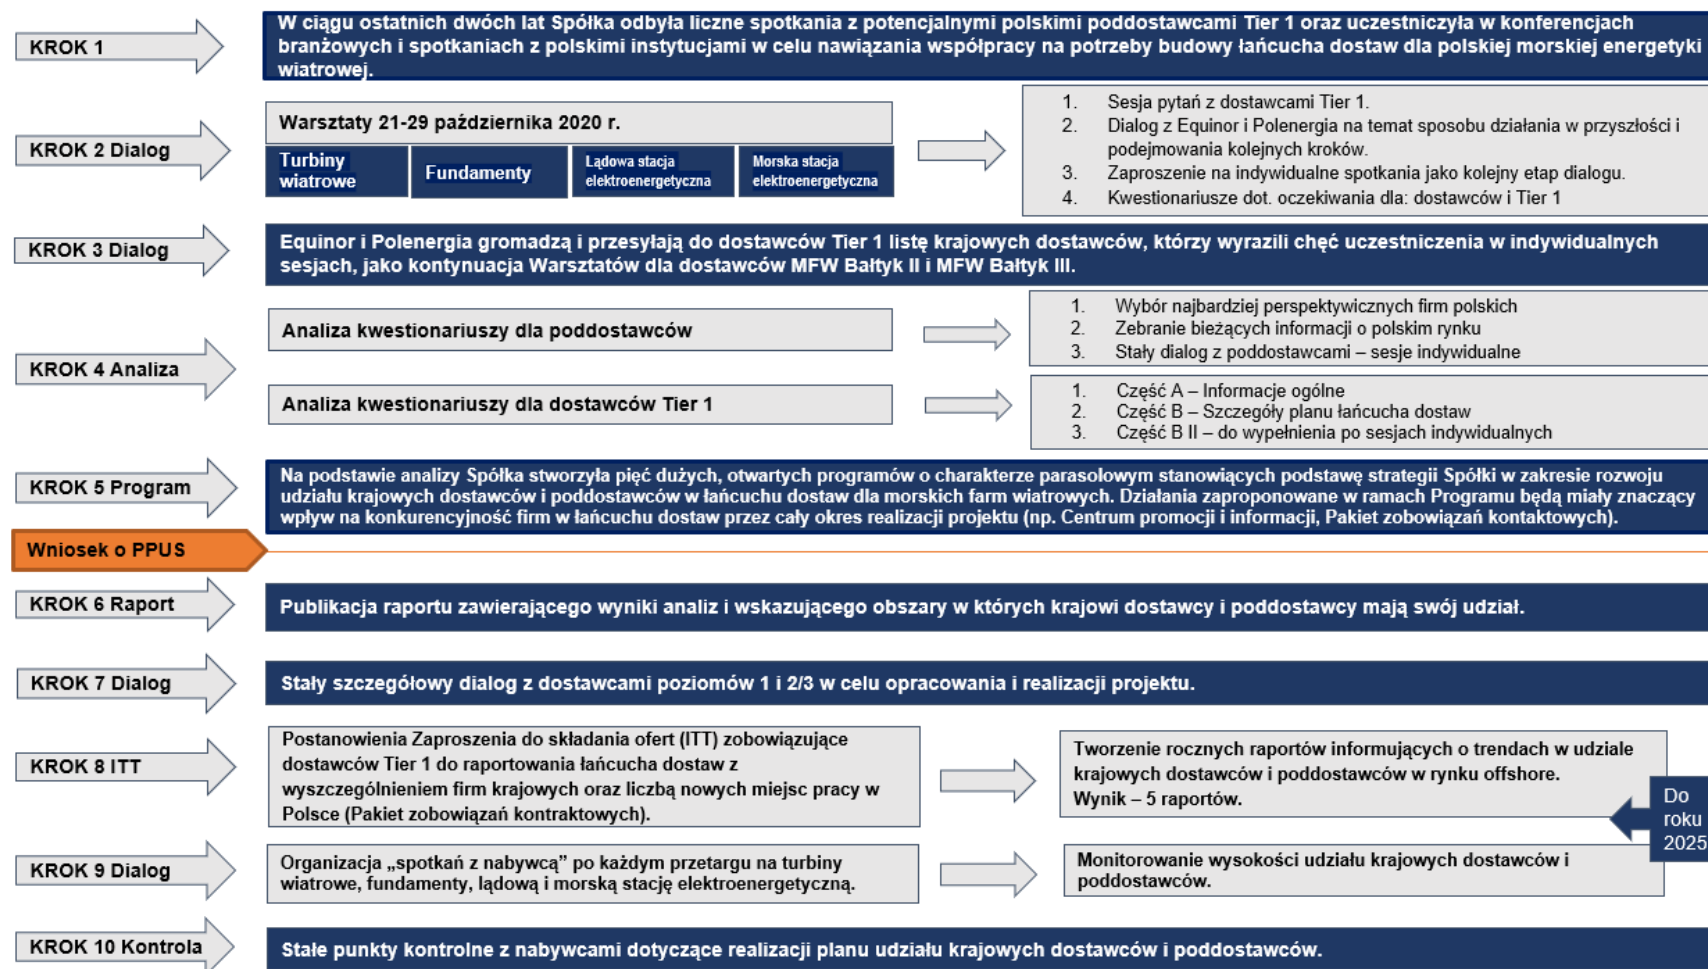 KROK 1
W ciągu ostatnich dwóch lat Spółka odbyła liczne spotkania z potencjalnymi polskimi poddostawcami Tier 1 oraz uczestniczyła w konferencjach
branżowych i spotkaniach z polskimi instytucjami w celu nawiązania współpracy na potrzeby budowy łańcucha dostaw dla polskiej morskiej energetyki
wiatrowej.
KROK 2 Dialog
Warsztaty 21-29 października 2020 r.
Turbiny
wiatrowe
Fundamenty
Lądowa stacja
elektroenergetyczna
Morska stacja
elektroenergetyczna
1. Sesja pytań z dostawcami Tier 1.
2. Dialog z Equinor i Polenergia na temat sposobu działania w przyszłości i
podejmowania kolejnych kroków.
3. Zaproszenie na indywidualne spotkania jako kolejny etap dialogu.
4. Kwestionariusze dot. oczekiwania dla: dostawców i Tier 1
KROK 3 Dialog
Equinor i Polenergia gromadzą i przesyłają do dostawców Tier 1 listę krajowych dostawców, którzy wyrazili chęć uczestniczenia w indywidualnych
sesjach, jako kontynuacja Warsztatów dla dostawców MFW Bałtyk II i MFW Bałtyk III.
KROK 4 Analiza
Analiza kwestionariuszy dla poddostawców
1. Wybór najbardziej perspektywicznych firm polskich
2. Zebranie bieżących informacji o polskim rynku
3. Stały dialog z poddostawcami – sesje indywidualne
Analiza kwestionariuszy dla dostawców Tier 1
1. Część A – Informacje ogólne
2. Część B – Szczegóły planu łańcucha dostaw
3. Część B II – do wypełnienia po sesjach indywidualnych
KROK 5 Program
Na podstawie analizy Spółka stworzyła pięć dużych, otwartych programów o charakterze parasolowym stanowiących podstawę strategii Spółki w zakresie rozwoju
udziału krajowych dostawców i poddostawców w łańcuchu dostaw dla morskich farm wiatrowych. Działania zaproponowane w ramach Programu będą miały znaczący
wpływ na konkurencyjność firm w łańcuchu dostaw przez cały okres realizacji projektu (np. Centrum promocji i informacji, Pakiet zobowiązań kontaktowych).
Wniosek o PPUS
KROK 6 Raport
Publikacja raportu zawierającego wyniki analiz i wskazującego obszary w których krajowi dostawcy i poddostawcy mają swój udział.
KROK 7 Dialog
Stały szczegółowy dialog z dostawcami poziomów 1 i 2/3 w celu opracowania i realizacji projektu.
KROK 8 ITT
Postanowienia Zaproszenia do składania ofert (ITT) zobowiązujące
dostawców Tier 1 do raportowania łańcucha dostaw z
wyszczególnieniem firm krajowych oraz liczbą nowych miejsc pracy w
Polsce (Pakiet zobowiązań kontraktowych).
Tworzenie rocznych raportów informujących o trendach w udziale
krajowych dostawców i poddostawców w rynku offshore.
Wynik – 5 raportów.
Do
roku
2025
KROK 9 Dialog
Organizacja „spotkań z nabywcą” po każdym przetargu na turbiny
wiatrowe, fundamenty, lądową i morską stację elektroenergetyczną.
Monitorowanie wysokości udziału krajowych dostawców i
poddostawców.
KROK 10 Kontrola
Stałe punkty kontrolne z nabywcami dotyczące realizacji planu udziału krajowych dostawców i poddostawców.